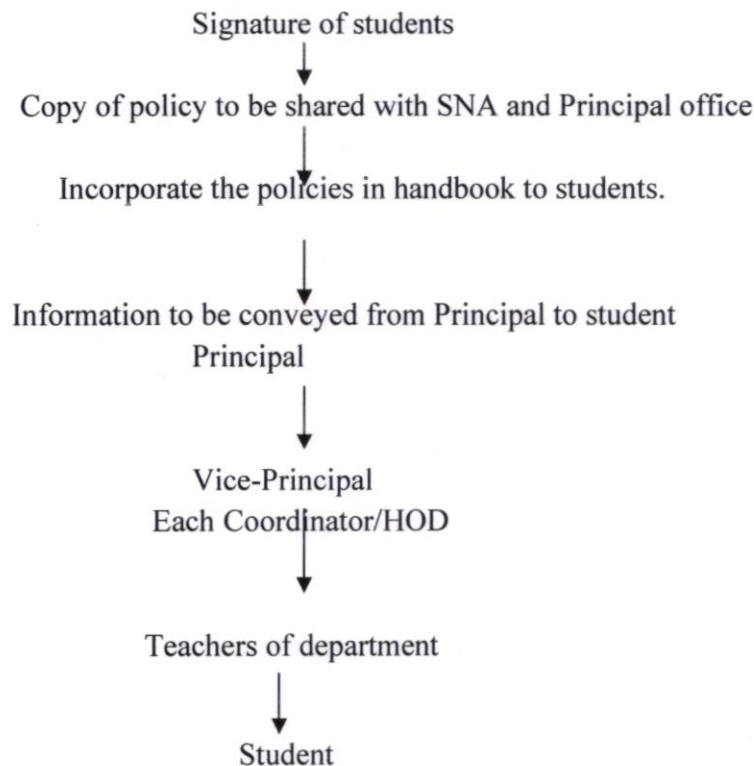 Signature of students
Copy of policy to be shared with SNA and Principal office
Incorporate the policies in handbook to students.
Information to be conveyed from Principal to student
Principal
Vice-Principal
Each Coordinator/HOD
Teachers of department
Student